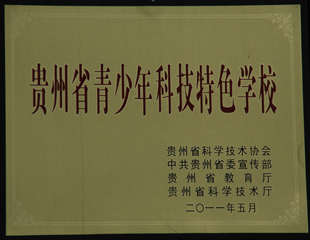 贵州省青少年科技特色学校
贵州省科学技术协会
中共贵州省委宣传部
贵州省教育厅
贵州省科学技术厅
二〇一一年五月